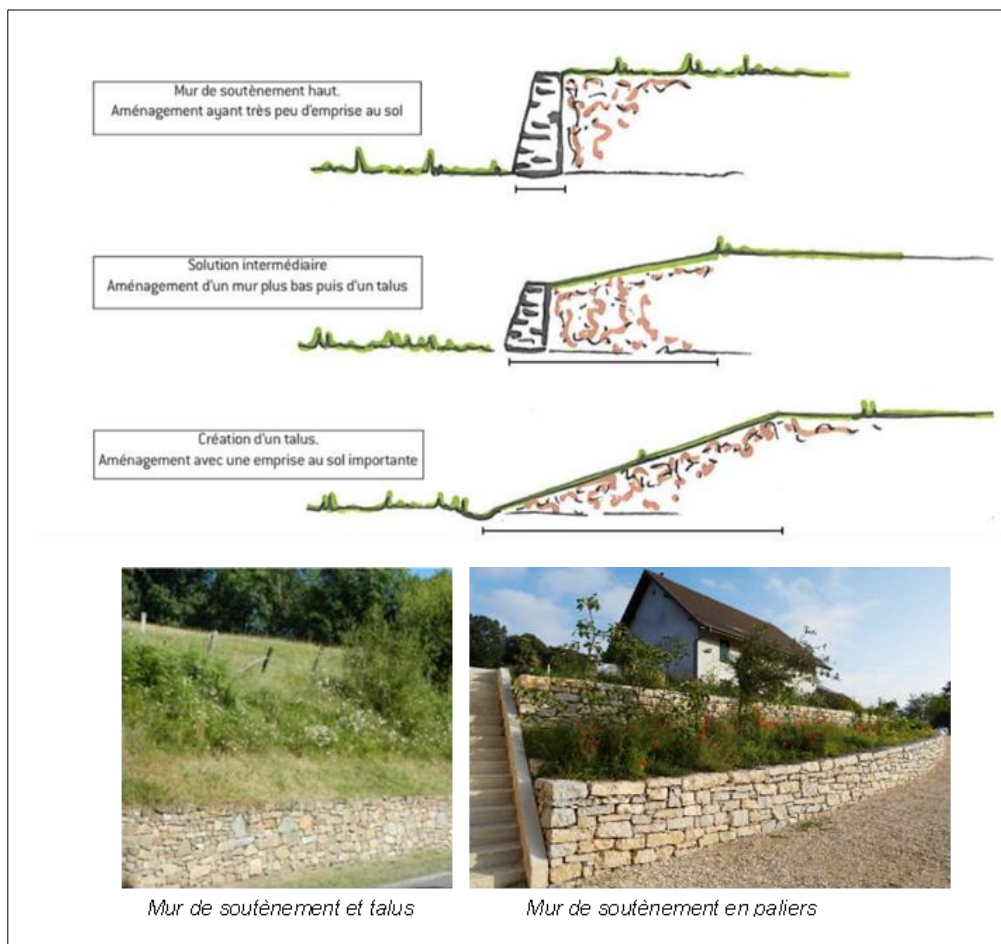 Mur de soutènement haut.
Aménagement ayant très peu d'emprise au sol
Solution intermédiaire
Aménagement d'un mur plus bas puis d'un talus
Création d'un talus.
Aménagement avec une emprise au sol importante
Mur de soutènement et talus
Mur de soutènement en paliers